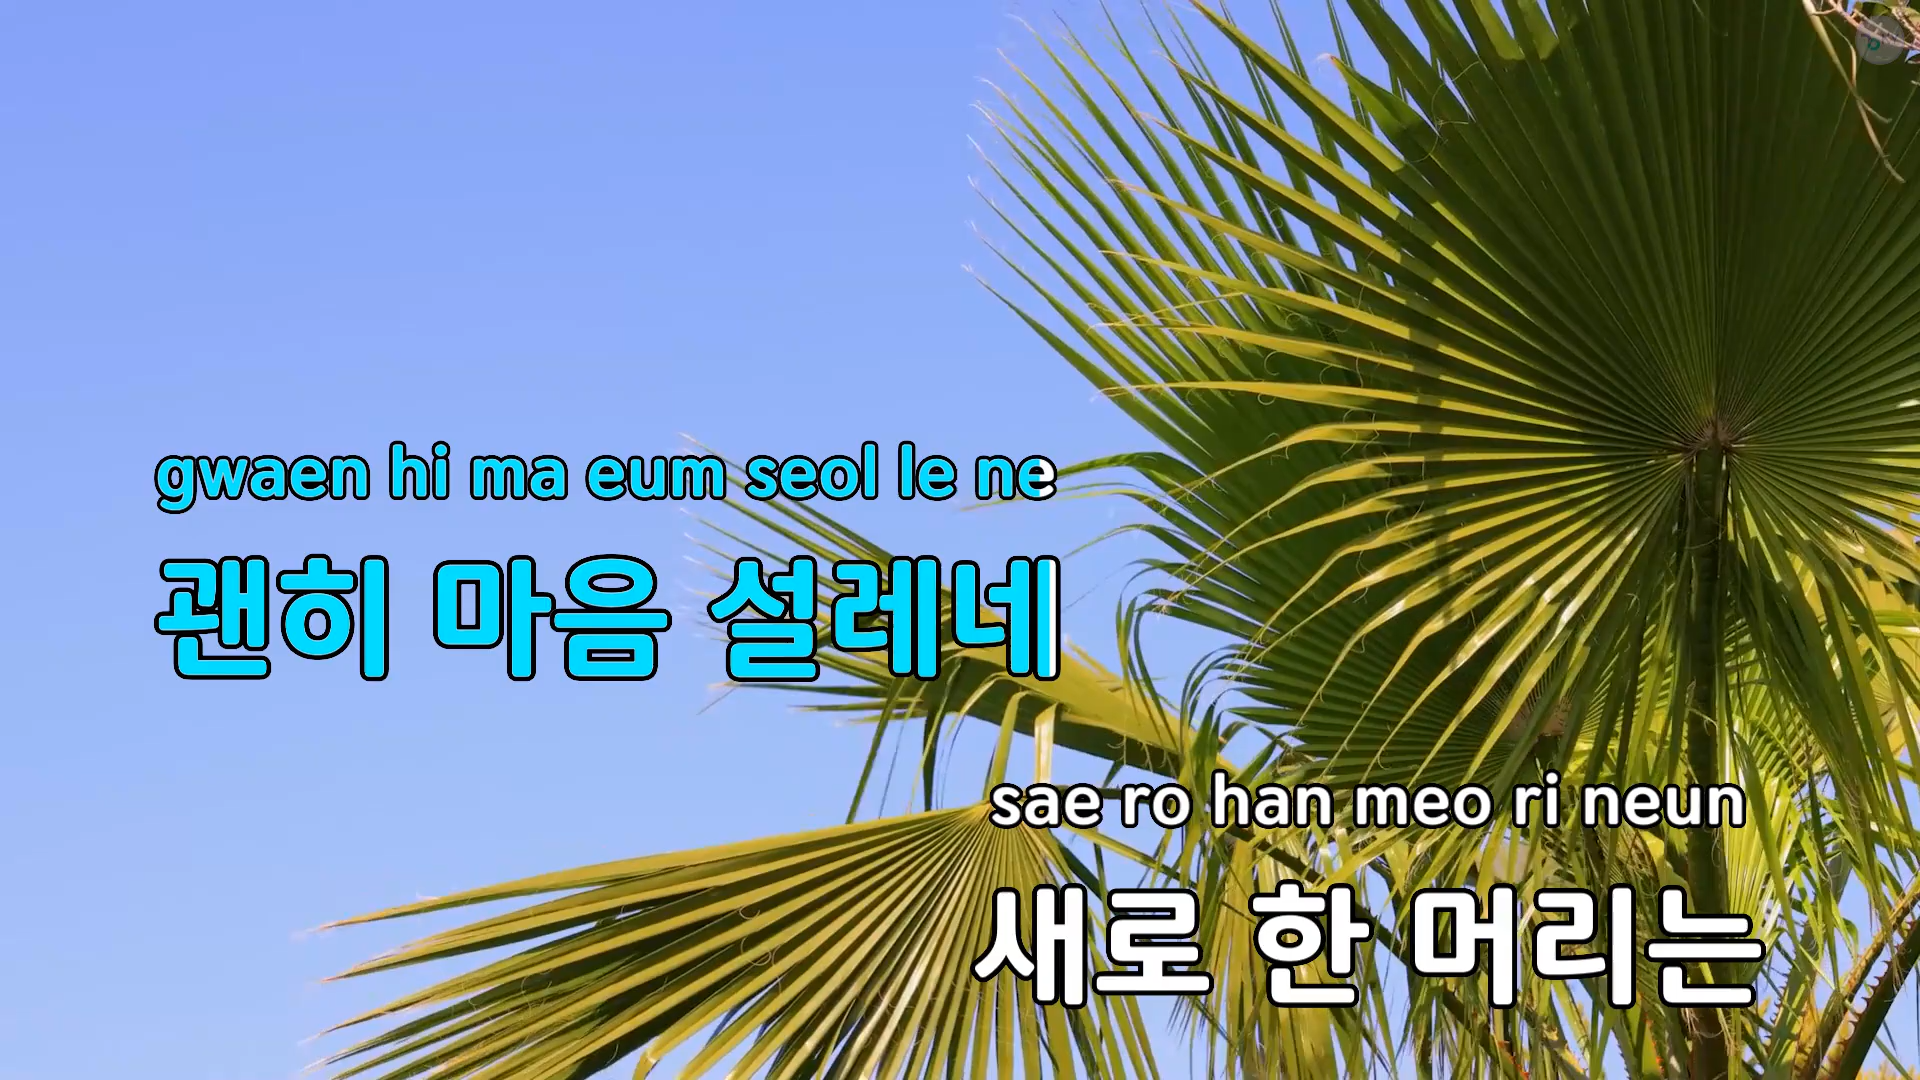 gwaen hi ma eum seol le ne
괜히 마음 설레네
sae ro han meo ri neun
새로 한 머리는